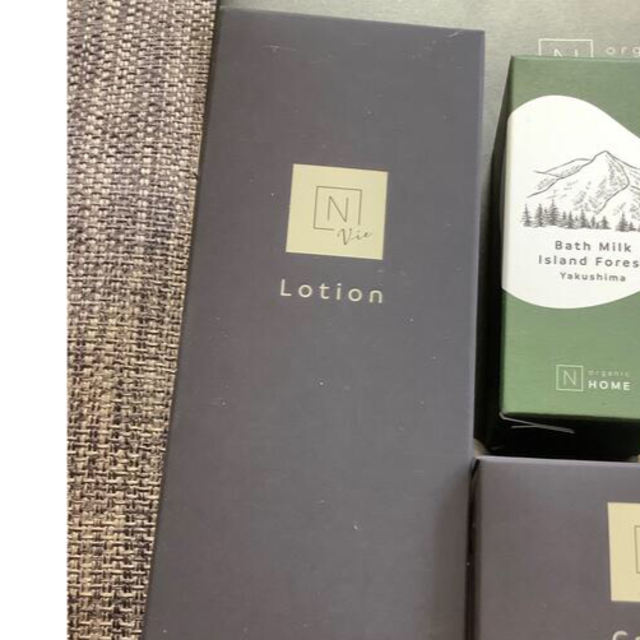 N
Vie
Lotion
N
Bath Milk
Island Fores
Yakushima
N organic
HOME